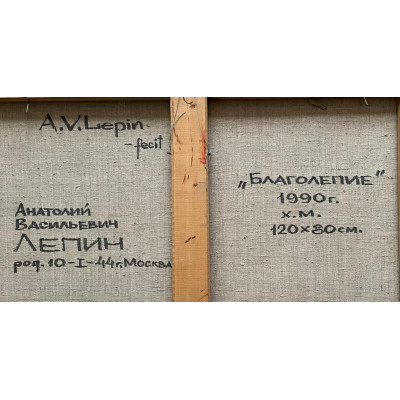 A.V.Lepin
-fecit
Анатолий
Васильевич
ЛЕПИН
род. 10-I-44г. Москва
„Благолепие"
1990г.
х.м.
120×80см.